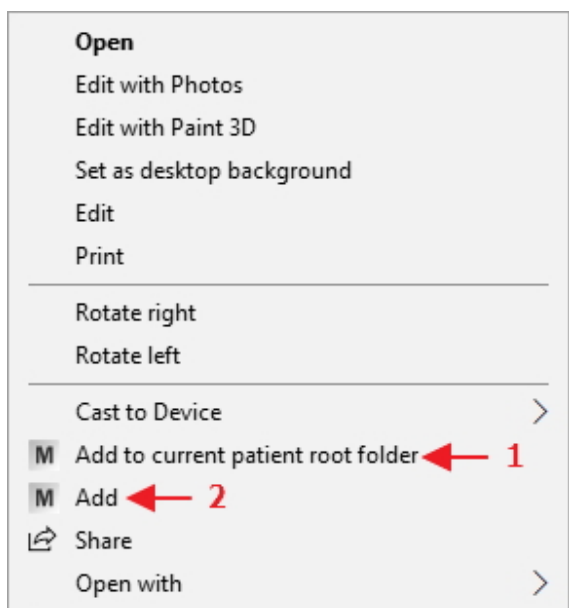 Open
Edit with Photos
Edit with Paint 3D
Set as desktop background
Edit
Print
Rotate right
Rotate left
Cast to Device
M Add to current patient root folder 1
M Add 2
Share
Open with